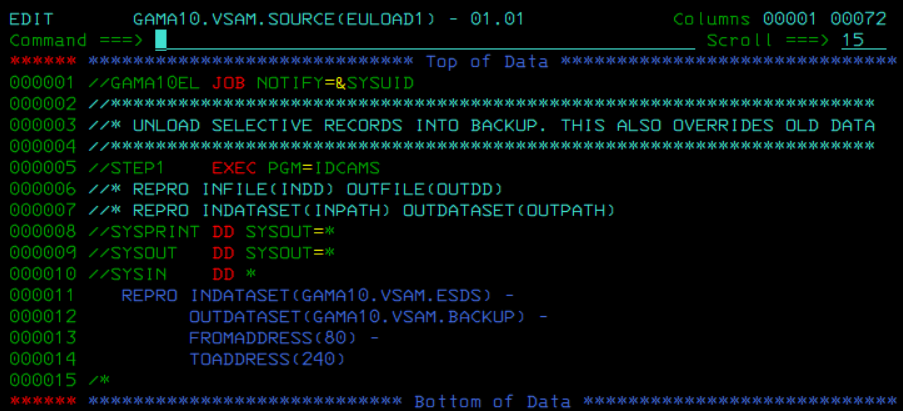 EDIT       GAMA10.VSAM.SOURCE(EULOAD1) - 01.01             Columns 00001 00072
Command ===>                                                  Scroll ===> 15
****** **************************** Top of Data ******************************
000001 //GAMA10EL JOB NOTIFY=&SYSUID
000002 //********************************************************************
000003 //* UNLOAD SELECTIVE RECORDS INTO BACKUP. THIS ALSO OVERRIDES OLD DATA
000004 //********************************************************************
000005 //STEP1    EXEC PGM=IDCAMS
000006 //* REPRO INFILE(INDD) OUTFILE(OUTDD)
000007 //* REPRO INDATASET(INPATH) OUTDATASET(OUTPATH)
000008 //SYSPRINT DD SYSOUT=*
000009 //SYSOUT   DD SYSOUT=*
000010 //SYSIN    DD *
000011    REPRO INDATASET(GAMA10.VSAM.ESDS) -
000012          OUTDATASET(GAMA10.VSAM.BACKUP) -
000013          FROMADDRESS(80) -
000014          TOADDRESS(240)
000015 /*
****** *************************** Bottom of Data ****************************